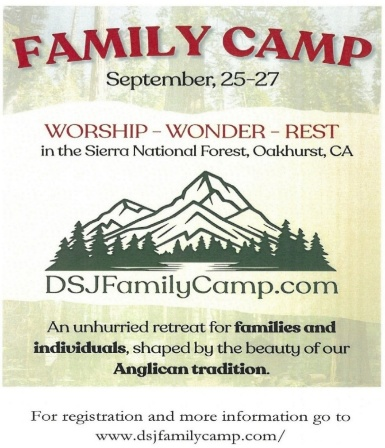 FAMILY CAMP
September, 25-27
WORSHIP – WONDER – REST
in the Sierra National Forest, Oakhurst, CA
DSJFamilyCamp.com
An unhurried retreat for families and
individuals, shaped by the beauty of our
Anglican tradition.
For registration and more information go to
www.dsjfamilycamp.com/